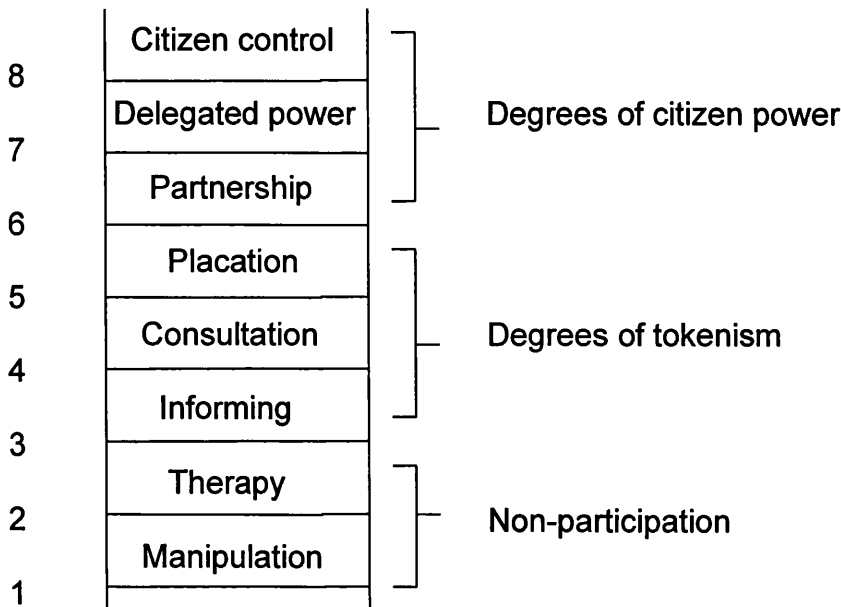 Citizen control
8
Delegated power
Degrees of citizen power
7
Partnership
6
Placation
5
Consultation
Degrees of tokenism
4
Informing
3
Therapy
2
Non-participation
Manipulation
1